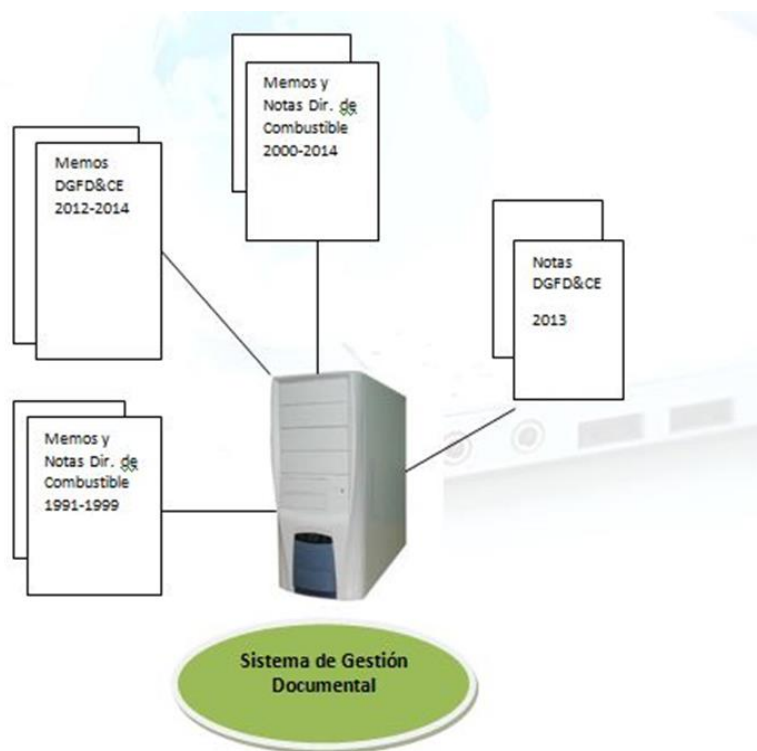 Memos y
Notas Dir. de
Combustible
2000-2014
Memos
DGFD&CE
2012-2014
Notas
DGFD&CE
2013
Memos y
Notas Dir. de
Combustible
1991-1999
Sistema de Gestión
Documental